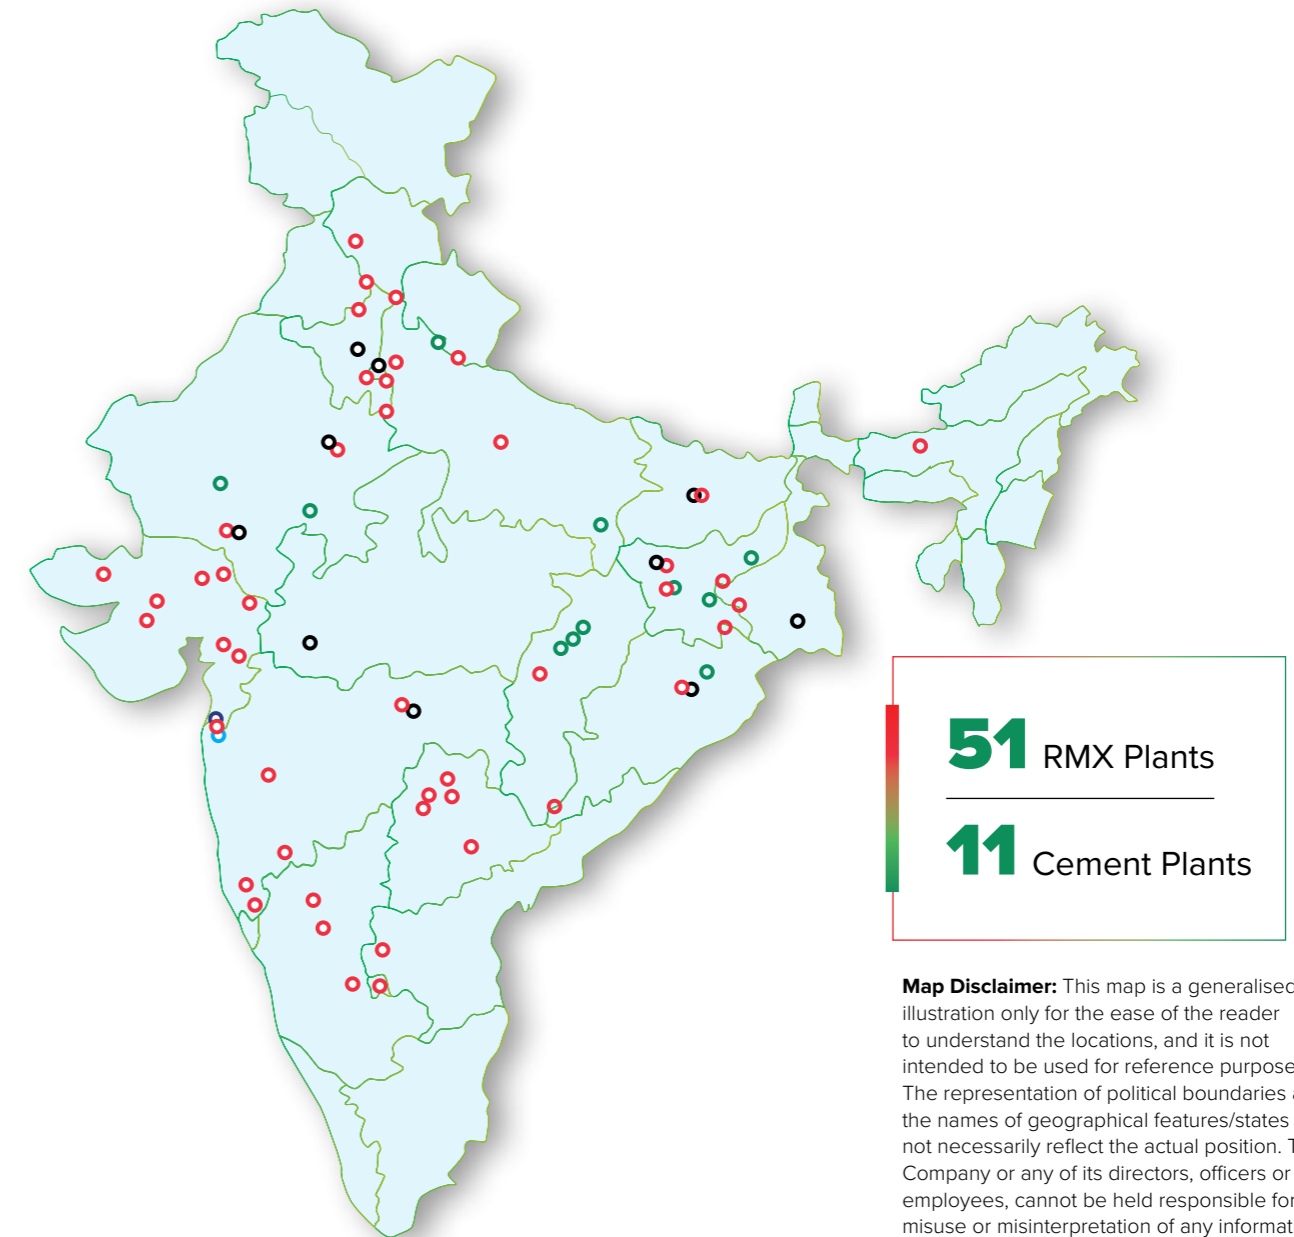 51 RMX Plants
11 Cement Plants
Map Disclaimer: This map is a generalised
illustration only for the ease of the reader
to understand the locations, and it is not
intended to be used for reference purpose
The representation of political boundaries
the names of geographical features/states
not necessarily reflect the actual position.
Company or any of its directors, officers or
employees, cannot be held responsible for
misuse or misinterpretation of any